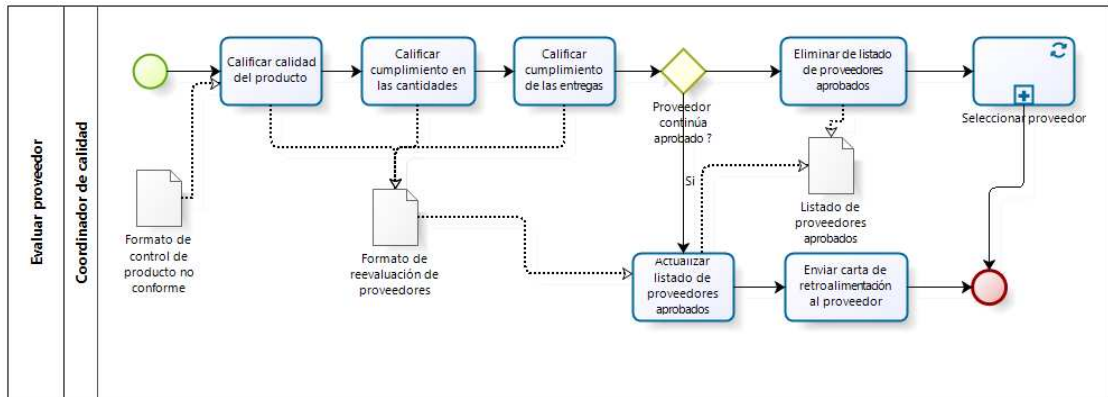 Evaluar proveedor
Coordinador de calidad
Calificar calidad
del producto
Calificar
cumplimiento en
las cantidades
Calificar
cumplimiento
de las entregas
Proveedor
continúa
aprobado ?
Eliminar de listado
de proveedores
aprobados
Seleccionar proveedor
Si
Formato de
control de
producto no
conforme
Formato de
reevaluación de
proveedores
Listado de
proveedores
aprobados
Actualizar
listado de
proveedores
aprobados
Enviar carta de
retroalimentación
al proveedor